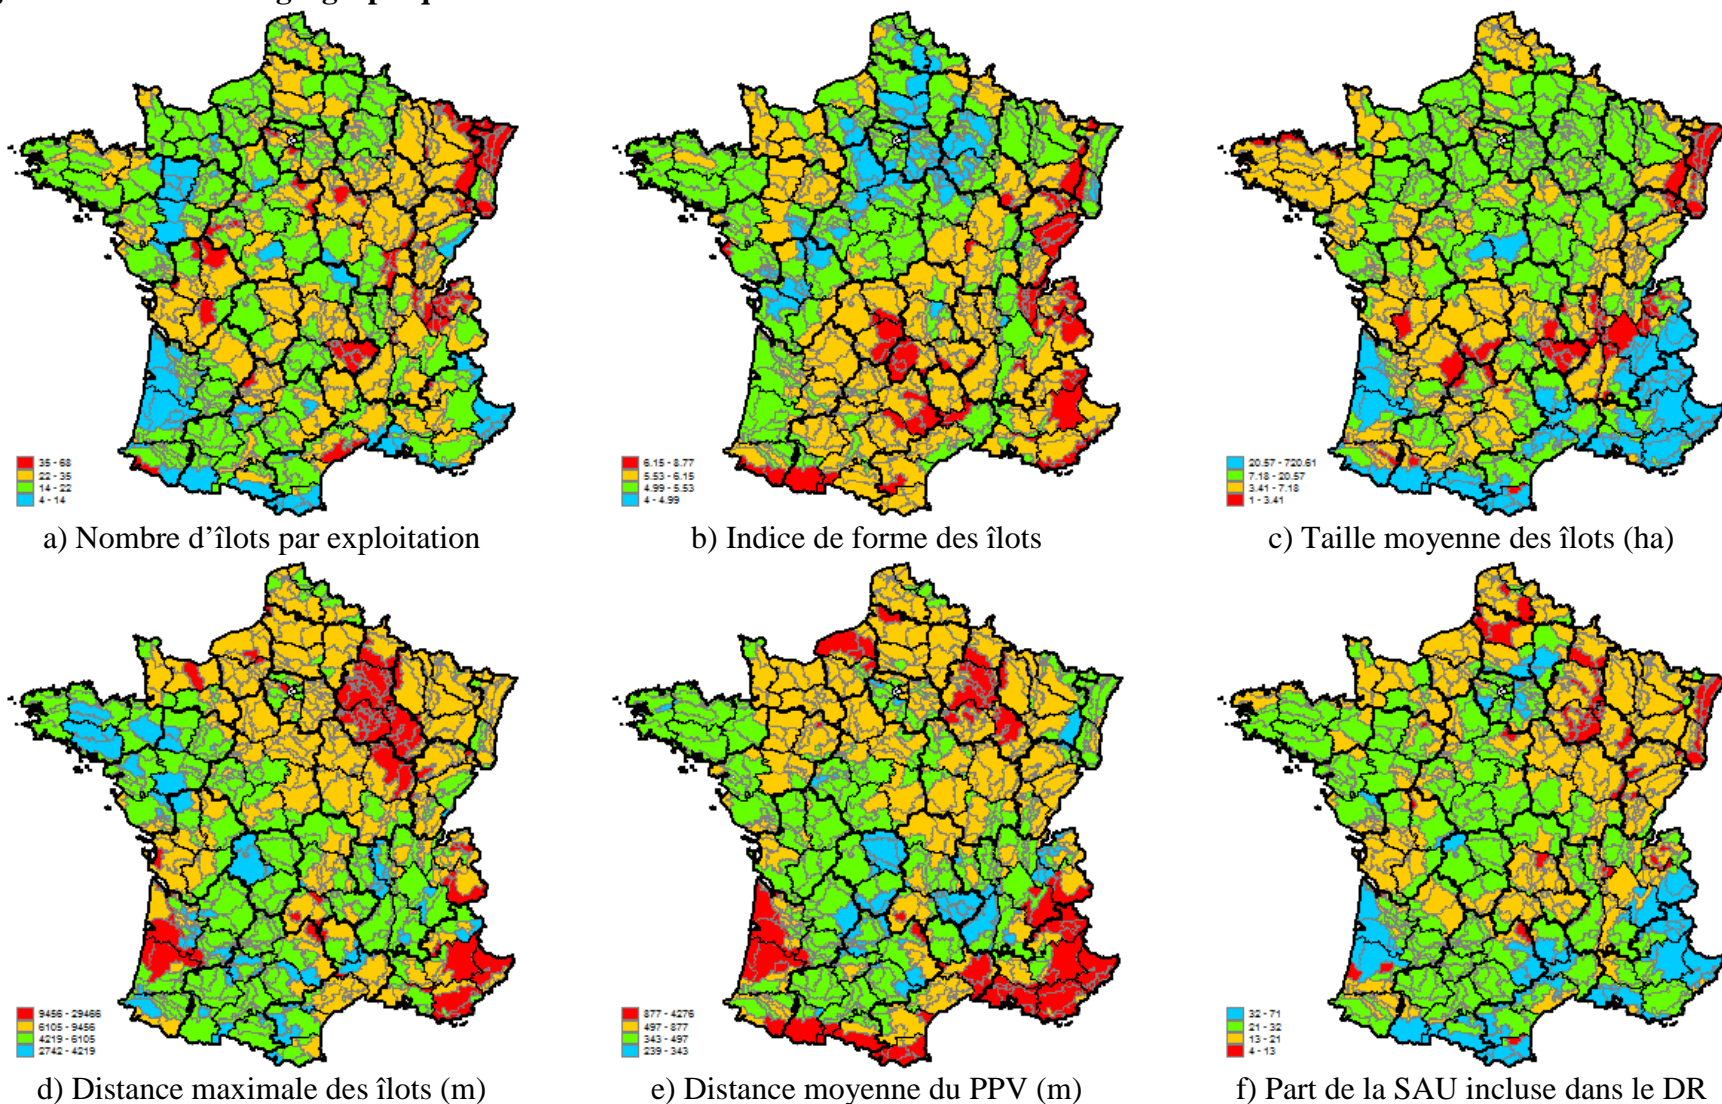 35 - 68
22 - 35
14 - 22
4 - 14
a) Nombre d'îlots par exploitation
6.15 - 8.77
5.53 - 6.15
4.99 - 5.53
4 - 4.99
b) Indice de forme des îlots
20.57 - 720.61
7.18 - 20.57
3.41 - 7.18
1 - 3.41
c) Taille moyenne des îlots (ha)
9456 - 29466
6105 - 9456
4219 - 6105
2742 - 4219
d) Distance maximale des îlots (m)
877 - 4276
497 - 877
343 - 497
239 - 343
e) Distance moyenne du PPV (m)
32 - 71
21 - 32
13 - 21
4 - 13
f) Part de la SAU incluse dans le DR